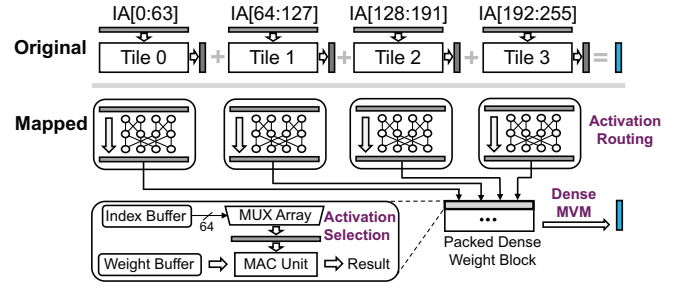 IA[0:63] IA[64:127] IA[128:191] IA[192:255]
Original Tile 0 + Tile 1 + Tile 2 + Tile 3 =
Mapped
Activation
Routing
Index Buffer 64 MUX Array Activation
Selection
Weight Buffer MAC Unit Result
...
Packed Dense
Weight Block
Dense
MVM